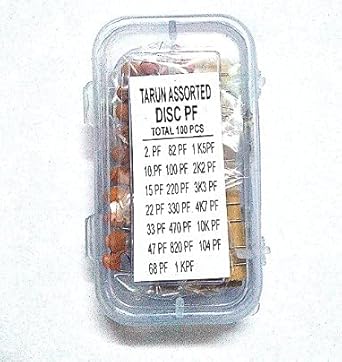 TARUN ASSORTED
DISC PF
TOTAL 100 PCS
2. PF 82 PF 1K5PF
10.PF 100 PF 2K2 PF
15 PF 220 PF 3K3 PF
22 PF 330 PF 4K7 PF
33 PF 470 PF 10K PF
47 PF 820 PF 104 PF
68 PF 1 KPF